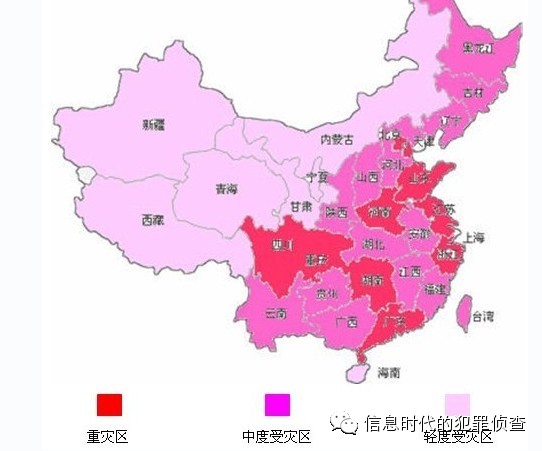 黑龙江
吉林
辽宁
新疆
内蒙古
北京
天津
河北
宁夏
山西
山东
青海
甘肃
陕西
河南
江苏
西藏
四川
重庆
湖北
安徽
上海
浙江
湖南
江西
贵州
福建
云南
广西
广东
台湾
海南
信息时代的犯罪侦查
重灾区
中度受灾区
轻度受灾区